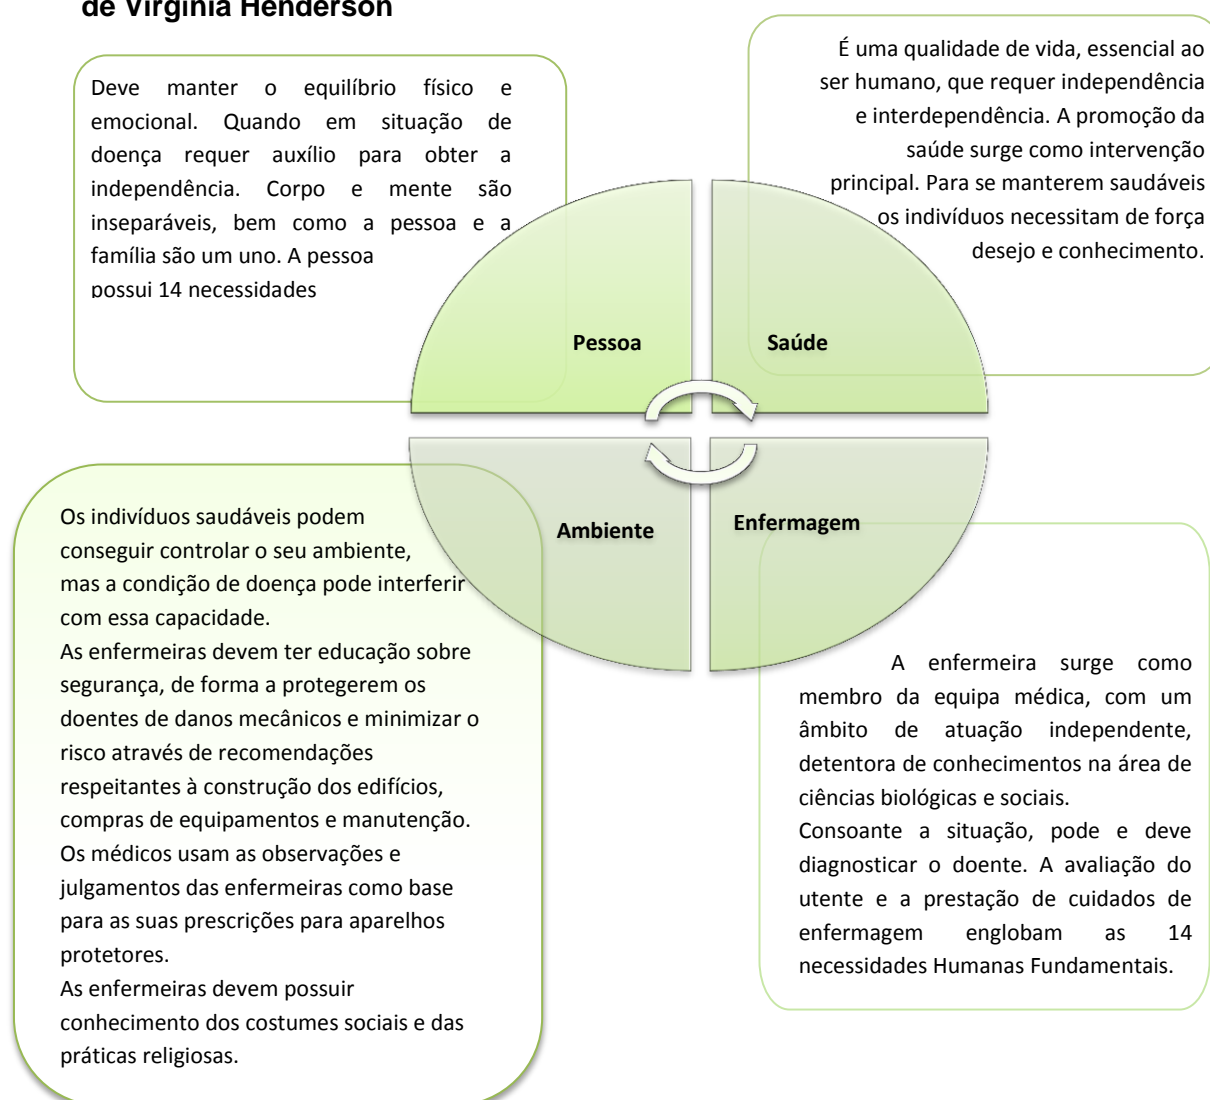 de Virginia Henderson
Deve manter o equilíbrio físico e
emocional. Quando em situação de
doença requer auxílio para obter a
independência. Corpo e mente são
inseparáveis, bem como a pessoa e a
família são um uno. A pessoa
possui 14 necessidades
É uma qualidade de vida, essencial ao
ser humano, que requer independência
e interdependência. A promoção da
saúde surge como intervenção
principal. Para se manterem saudáveis
os indivíduos necessitam de força
desejo e conhecimento.
Pessoa
Saúde
Ambiente
Enfermagem
Os indivíduos saudáveis podem
conseguir controlar o seu ambiente,
mas a condição de doença pode interferir
com essa capacidade.
As enfermeiras devem ter educação sobre
segurança, de forma a protegerem os
doentes de danos mecânicos e minimizar o
risco através de recomendações
respeitantes à construção dos edifícios,
compras de equipamentos e manutenção.
Os médicos usam as observações e
julgamentos das enfermeiras como base
para as suas prescrições para aparelhos
protetores.
As enfermeiras devem possuir
conhecimento dos costumes sociais e das
práticas religiosas.
A enfermeira surge como
membro da equipa médica, com um
âmbito de atuação independente,
detentora de conhecimentos na área de
ciências biológicas e sociais.
Consoante a situação, pode e deve
diagnosticar o doente. A avaliação do
utente e a prestação de cuidados de
enfermagem englobam as 14
necessidades Humanas Fundamentais.